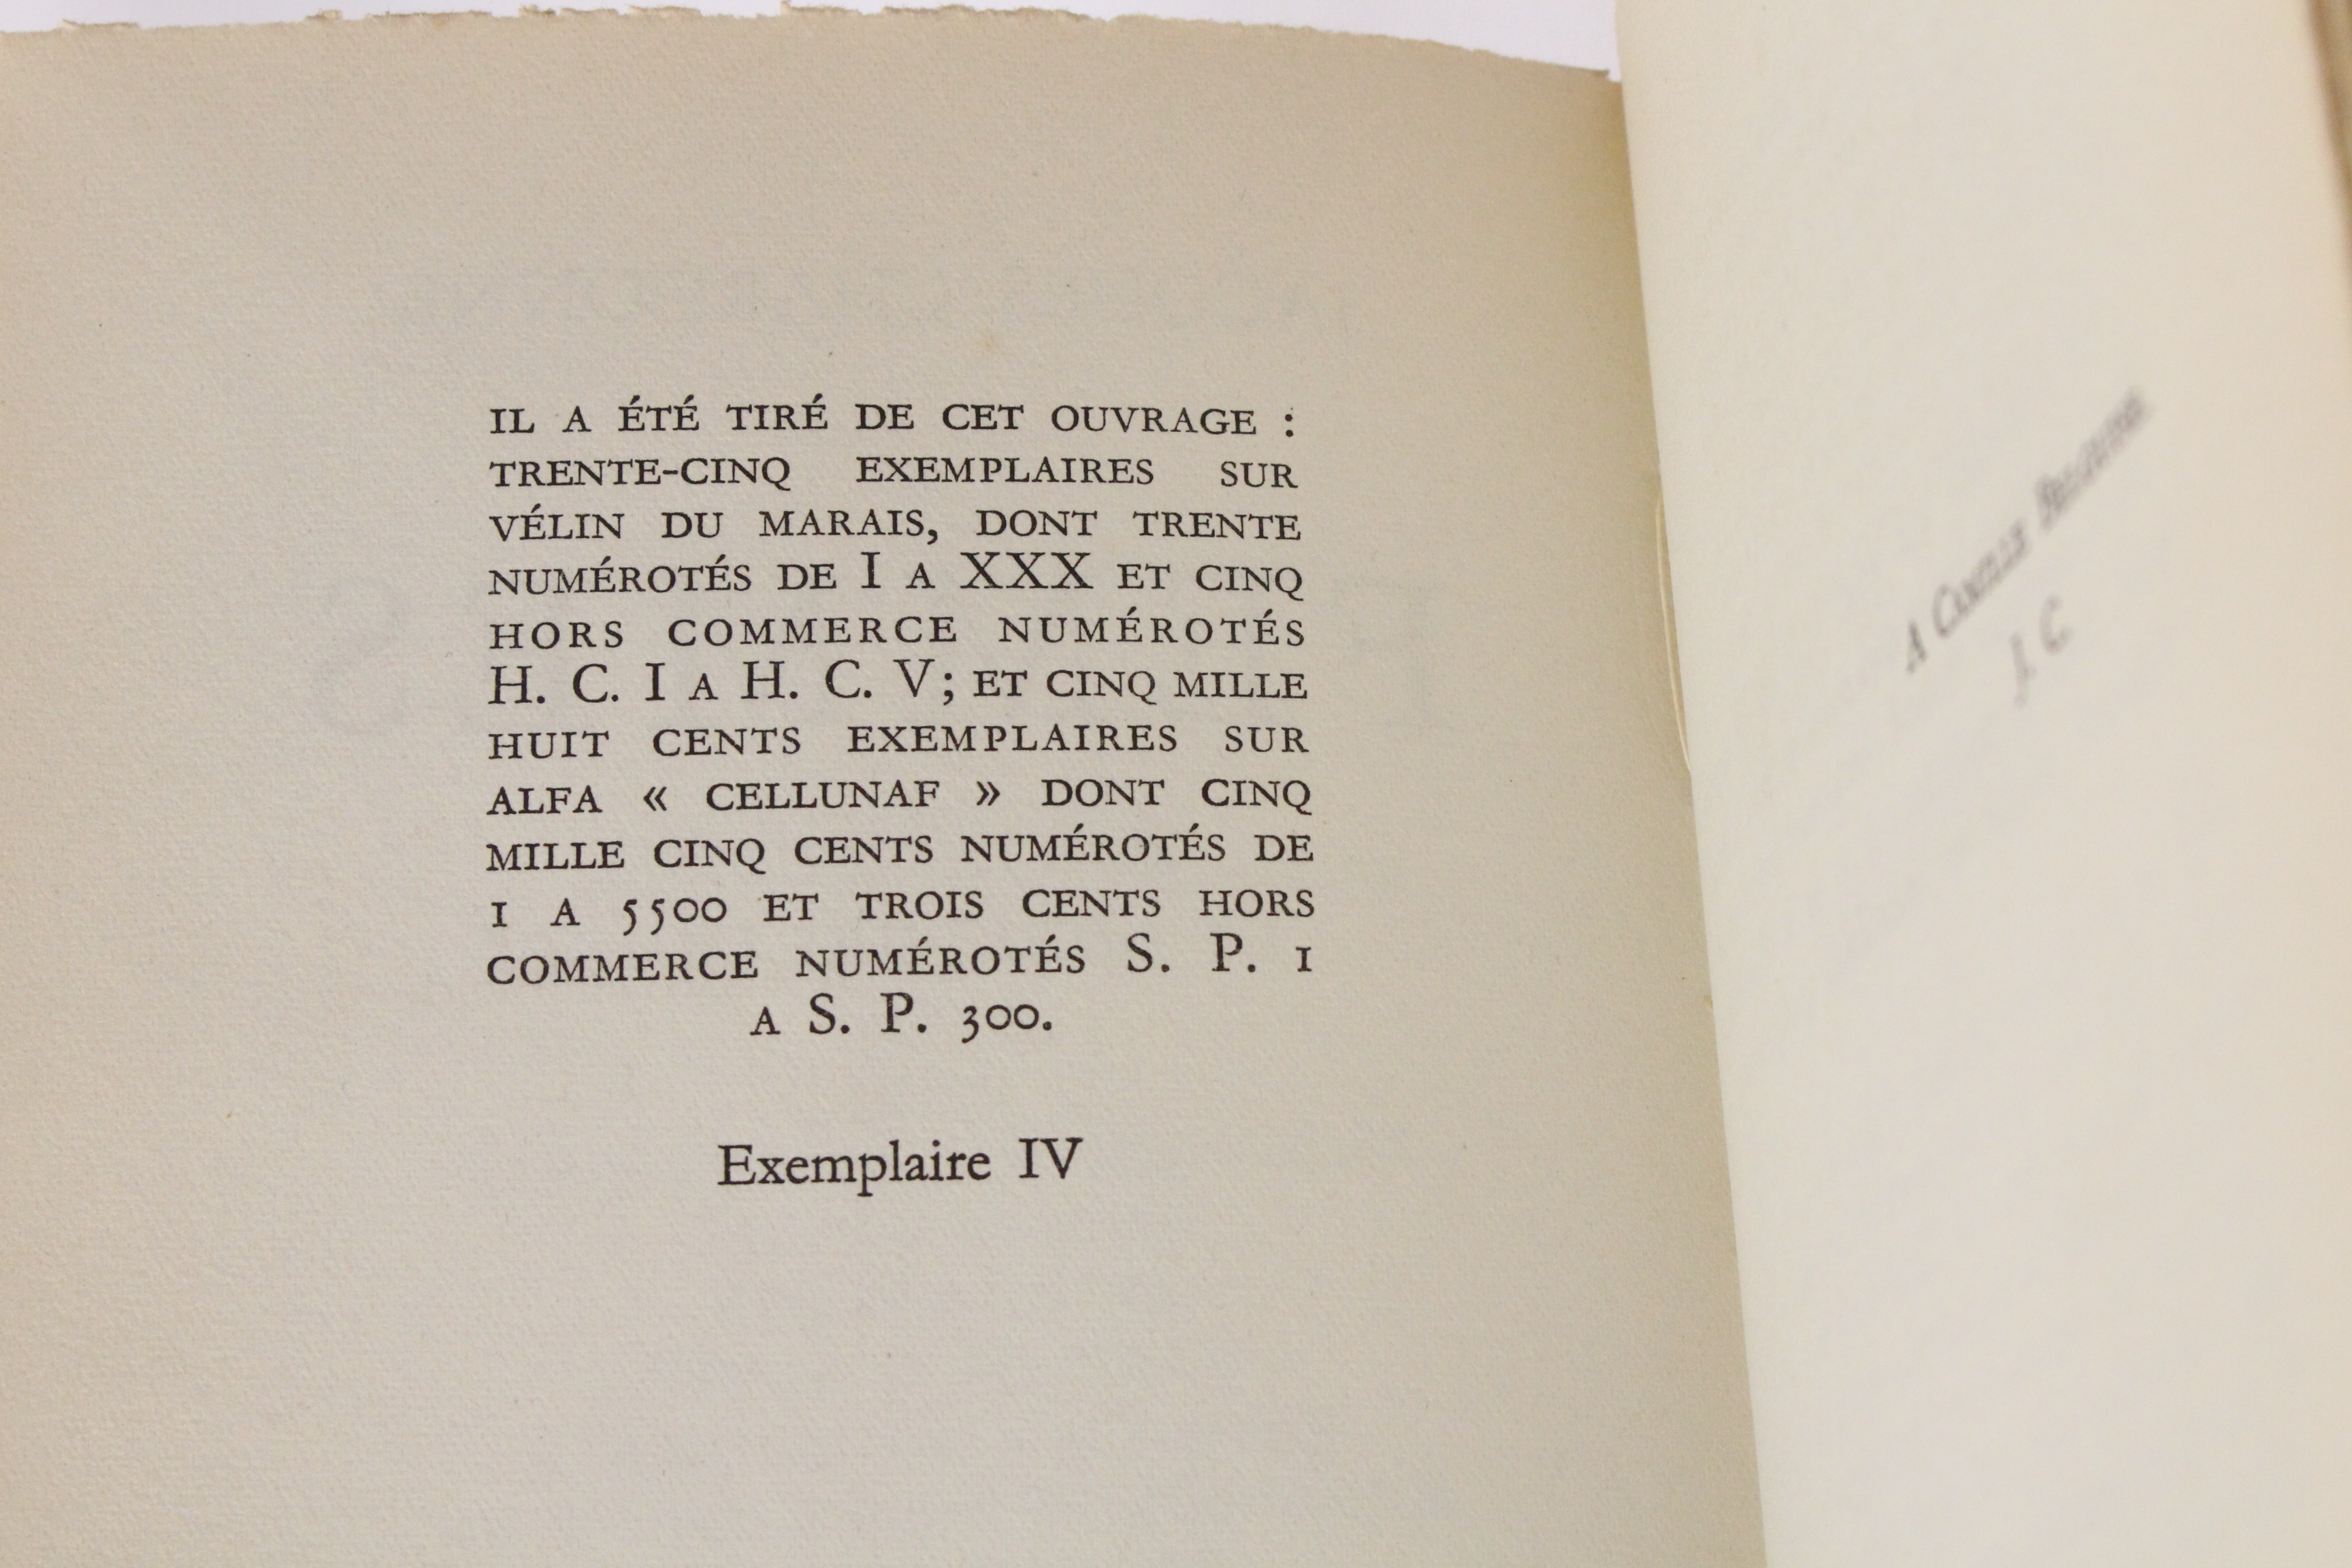 IL A ÉTÉ TIRÉ DE CET OUVRAGE :
TRENTE-CINQ EXEMPLAIRES SUR
VÉLIN DU MARAIS, DONT TRENTE
NUMÉROTÉS DE I A XXX ET CINQ
HORS COMMERCE NUMÉROTÉS
H. C. I A H. C. V; ET CINQ MILLE
HUIT CENTS EXEMPLAIRES SUR
ALFA « CELLUNAF » DONT CINQ
MILLE CINQ CENTS NUMÉROTÉS DE
1 A 5500 ET TROIS CENTS HORS
COMMERCE NUMÉROTÉS S. P. 1
A S. P. 300.
Exemplaire IV
A
J. C.